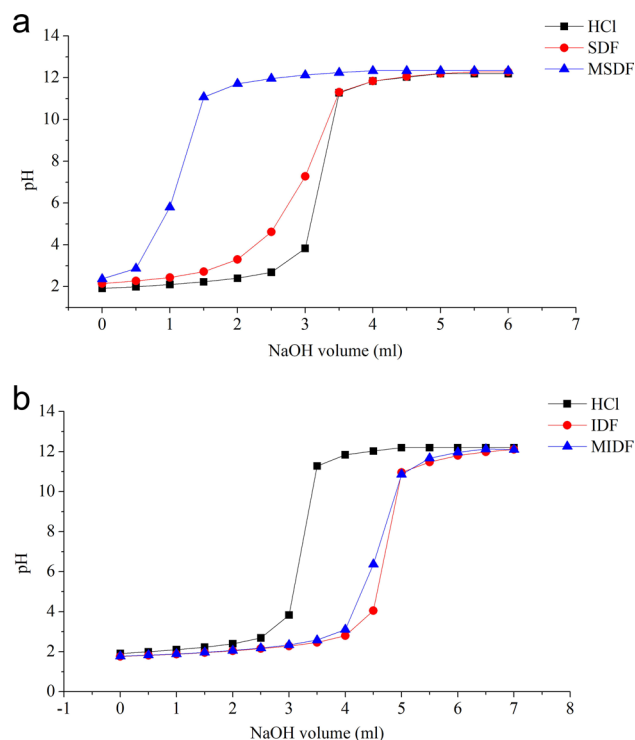 a
HCl
SDF
MSDF
14
12
10
8
6
4
2
pH
0 1 2 3 4 5 6 7
NaOH volume (ml)
b
HCl
IDF
MIDF
14
12
10
8
6
4
2
0
pH
-1 0 1 2 3 4 5 6 7 8
NaOH volume (ml)